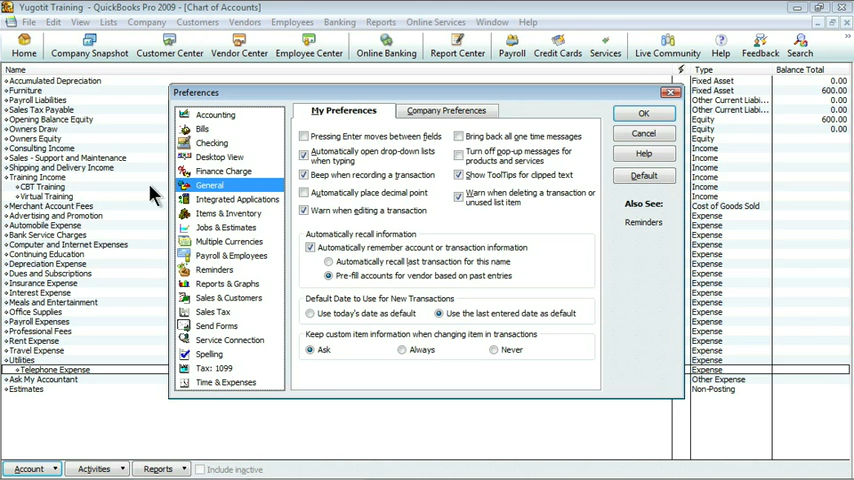 Yugotit Training - QuickBooks Pro 2009 - [Chart of Accounts]
File Edit View Lists Company Customers Vendors Employees Banking Reports Online Services Window Help
Home Company Snapshot Customer Center Vendor Center Employee Center Online Banking Report Center Payroll Credit Cards Services Live Community Help Feedback Search
Name Type Balance Total
Accumulated Depreciation Fixed Asset 0.00
Furniture Fixed Asset 600.00
Payroll Liabilities Other Current Liabi... 0.00
Sales Tax Payable Other Current Liabi... 0.00
Opening Balance Equity Equity 600.00
Owners Draw Equity 0.00
Owners Equity Equity
Consulting Income Income
Sales - Support and Maintenance Income
Shipping and Delivery Income Income
Training Income Income
CBT Training Income
Virtual Training Income
Merchant Account Fees Cost of Goods Sold
Advertising and Promotion Expense
Automobile Expense Expense
Bank Service Charges Expense
Computer and Internet Expenses Expense
Continuing Education Expense
Depreciation Expense Expense
Dues and Subscriptions Expense
Insurance Expense Expense
Interest Expense Expense
Meals and Entertainment Expense
Office Supplies Expense
Payroll Expenses Expense
Professional Fees Expense
Rent Expense Expense
Travel Expense Expense
Utilities Expense
Telephone Expense Expense
Ask My Accountant Other Expense
Estimates Non-Posting
Preferences
Accounting
Bills
Checking
Desktop View
Finance Charge
General
Integrated Applications
Items & Inventory
Jobs & Estimates
Multiple Currencies
Payroll & Employees
Reminders
Reports & Graphs
Sales & Customers
Sales Tax
Send Forms
Service Connection
Spelling
Tax: 1099
Time & Expenses
My Preferences Company Preferences
Pressing Enter moves between fields
Automatically open drop-down lists
when typing
Beep when recording a transaction
Automatically place decimal point
Warn when editing a transaction
Bring back all one time messages
Turn off pop-up messages for
products and services
Show ToolTips for clipped text
Warn when deleting a transaction or
unused list item
Automatically recall information
Automatically remember account or transaction information
Automatically recall last transaction for this name
Pre-fill accounts for vendor based on past entries
Default Date to Use for New Transactions
Use today's date as default Use the last entered date as default
Keep custom item information when changing item in transactions
Ask Always Never
OK
Cancel
Help
Default
Also See:
Reminders
Account Activities Reports Include inactive